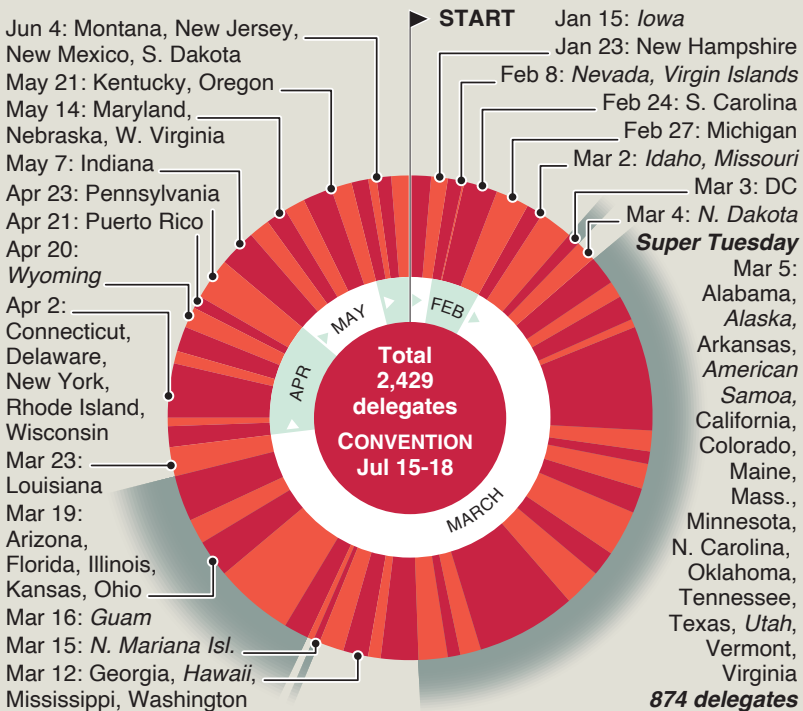 START
Jan 15: Iowa
Jan 23: New Hampshire
Feb 8: Nevada, Virgin Islands
Feb 24: S. Carolina
Feb 27: Michigan
Mar 2: Idaho, Missouri
Mar 3: DC
Mar 4: N. Dakota
Super Tuesday
Mar 5:
Alabama,
Alaska,
Arkansas,
American
Samoa,
California,
Colorado,
Maine,
Mass.,
Minnesota,
N. Carolina,
Oklahoma,
Tennessee,
Texas, Utah,
Vermont,
Virginia
874 delegates
Jun 4: Montana, New Jersey,
New Mexico, S. Dakota
May 21: Kentucky, Oregon
May 14: Maryland,
Nebraska, W. Virginia
May 7: Indiana
Apr 23: Pennsylvania
Apr 21: Puerto Rico
Apr 20:
Wyoming
Apr 2:
Connecticut,
Delaware,
New York,
Rhode Island,
Wisconsin
Mar 23:
Louisiana
Mar 19:
Arizona,
Florida, Illinois,
Kansas, Ohio
Mar 16: Guam
Mar 15: N. Mariana Isl.
Mar 12: Georgia, Hawaii,
Mississippi, Washington
FEB
MARCH
APR
MAY
Total
2,429
delegates
CONVENTION
Jul 15-18